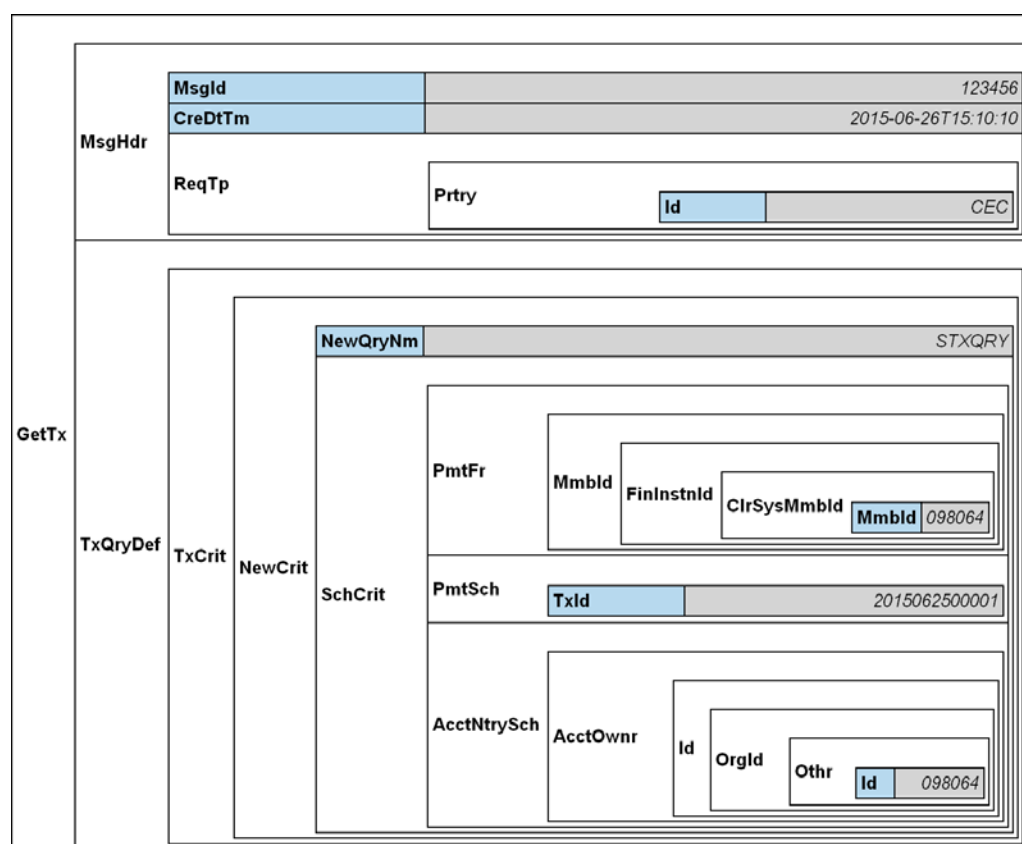 MsgId 123456
CreDtTm 2015-06-26T15:10:10
MsgHdr
ReqTp
Prtry
Id CEC
NewQryNm STXQRY
GetTx
PmtFr
MmbId
FinInstnId
ClrSysMmbId
MmbId 098064
TxQryDef
TxCrit
NewCrit
SchCrit
PmtSch
TxId 2015062500001
AcctNtrySch
AcctOwnr
Id
OrgId
Othr
Id 098064